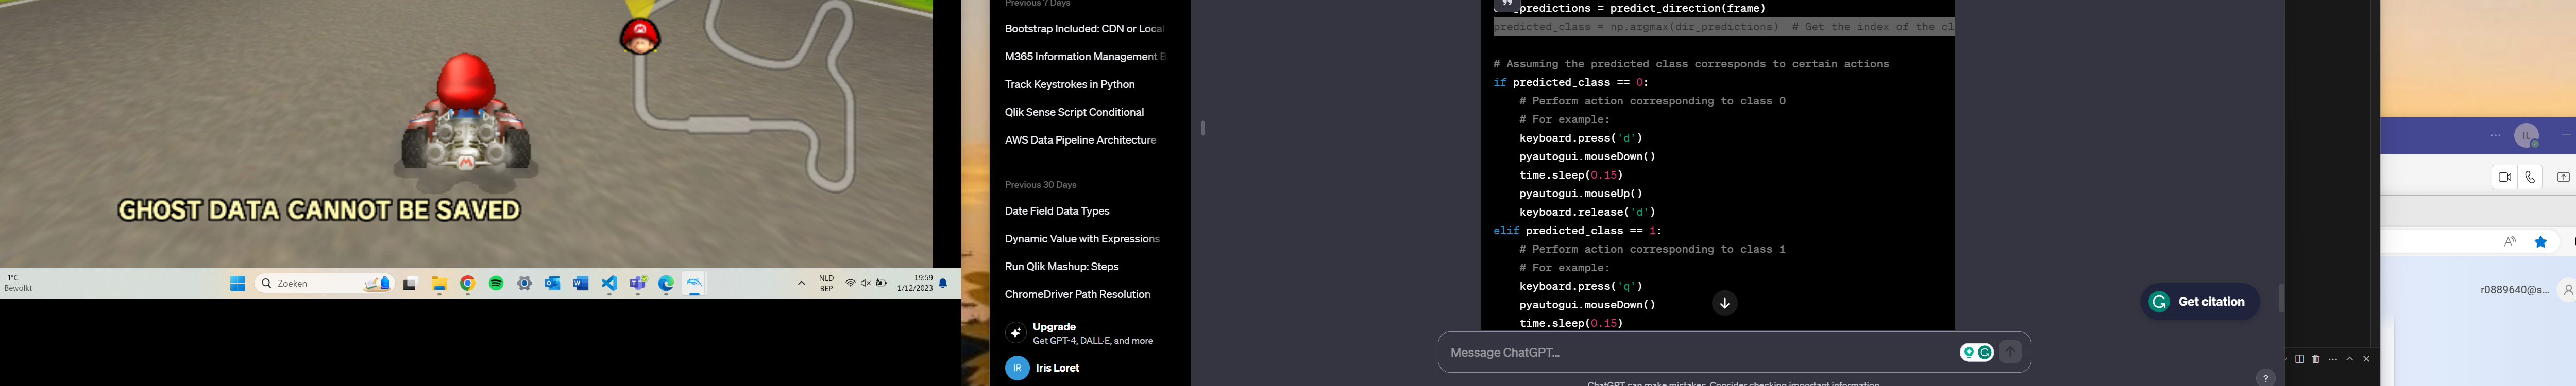 GHOST DATA CANNOT BE SAVED
-1°C
Bewolkt
Zoeken
NLD
BEP
19:59
1/12/2023
Previous 7 Days
Bootstrap Included: CDN or Local
M365 Information Management B
Track Keystrokes in Python
Qlik Sense Script Conditional
AWS Data Pipeline Architecture
Previous 30 Days
Date Field Data Types
Dynamic Value with Expressions
Run Qlik Mashup: Steps
ChromeDriver Path Resolution
Upgrade
Get GPT-4, DALL·E, and more
IR
Iris Loret
predictions = predict_direction(frame)
predicted_class = np.argmax(dir_predictions)  # Get the index of the cl
# Assuming the predicted class corresponds to certain actions
if predicted_class == 0:
# Perform action corresponding to class 0
# For example:
keyboard.press('d')
pyautogui.mouseDown()
time.sleep(0.15)
pyautogui.mouseUp()
keyboard.release('d')
elif predicted_class == 1:
# Perform action corresponding to class 1
# For example:
keyboard.press('q')
pyautogui.mouseDown()
time.sleep(0.15)
Message ChatGPT...
ChatGPT can make mistakes. Consider checking important information.
Get citation
?
IL
r0889640@s...